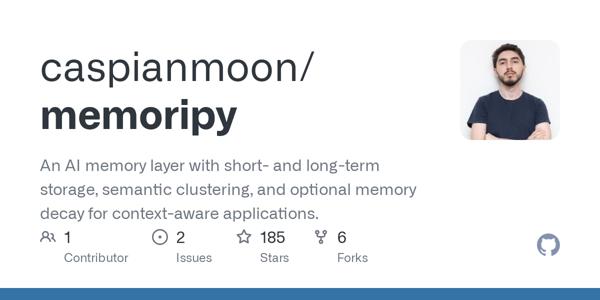 caspianmoon/
memoripy
An AI memory layer with short- and long-term
storage, semantic clustering, and optional memory
decay for context-aware applications.
1 2 185 6
Contributor Issues Stars Forks